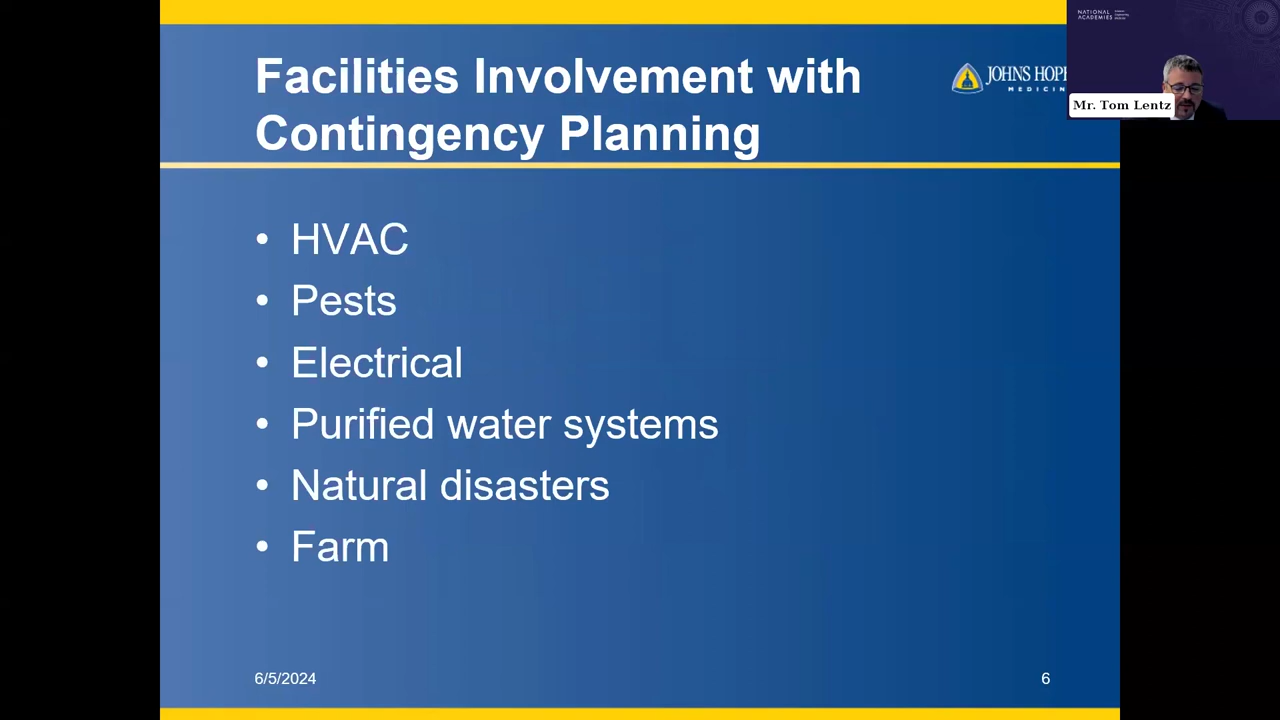 Facilities Involvement with
Contingency Planning
JOHNS HOP
MEDICIN
NATIONAL
ACADEMIES
Mr. Tom Lentz
• HVAC
• Pests
• Electrical
• Purified water systems
• Natural disasters
• Farm
6/5/2024
6